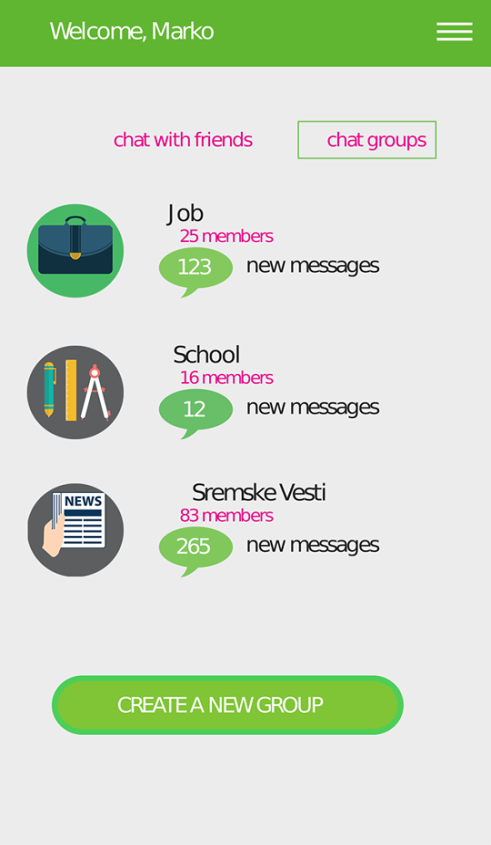 Welcome, Marko
chat with friends
chat groups
Job
25 members
123 new messages
School
16 members
12 new messages
NEWS
Sremske Vesti
83 members
265 new messages
CREATE A NEW GROUP